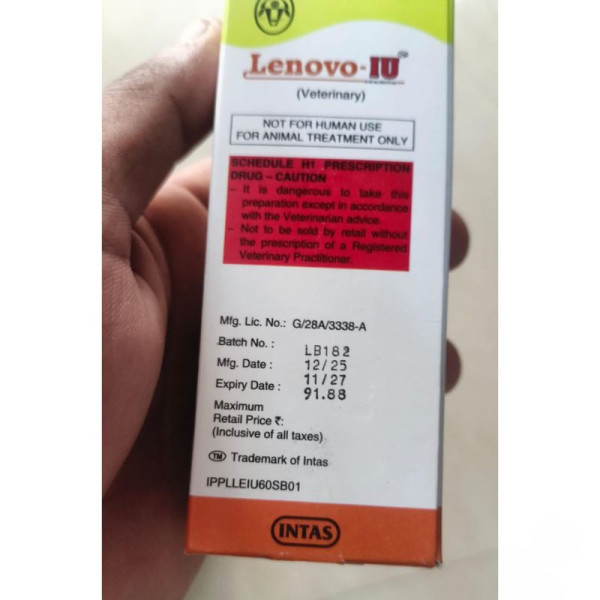 Lenovo-IU
(Veterinary)
NOT FOR HUMAN USE
FOR ANIMAL TREATMENT ONLY
SCHEDULE H1 PRESCRIPTION
DRUG – CAUTION
– It is dangerous to take this
preparation except in accordance
with the Veterinarian advice.
– Not to be sold by retail without
the prescription of a Registered
Veterinary Practitioner.
Mfg. Lic. No.: G/28A/3338-A
Batch No. : LB182
Mfg. Date : 12/25
Expiry Date : 11/27
Maximum 91.88
Retail Price ₹:
(Inclusive of all taxes)
TM Trademark of Intas
IPPLLEIU60SB01
INTAS